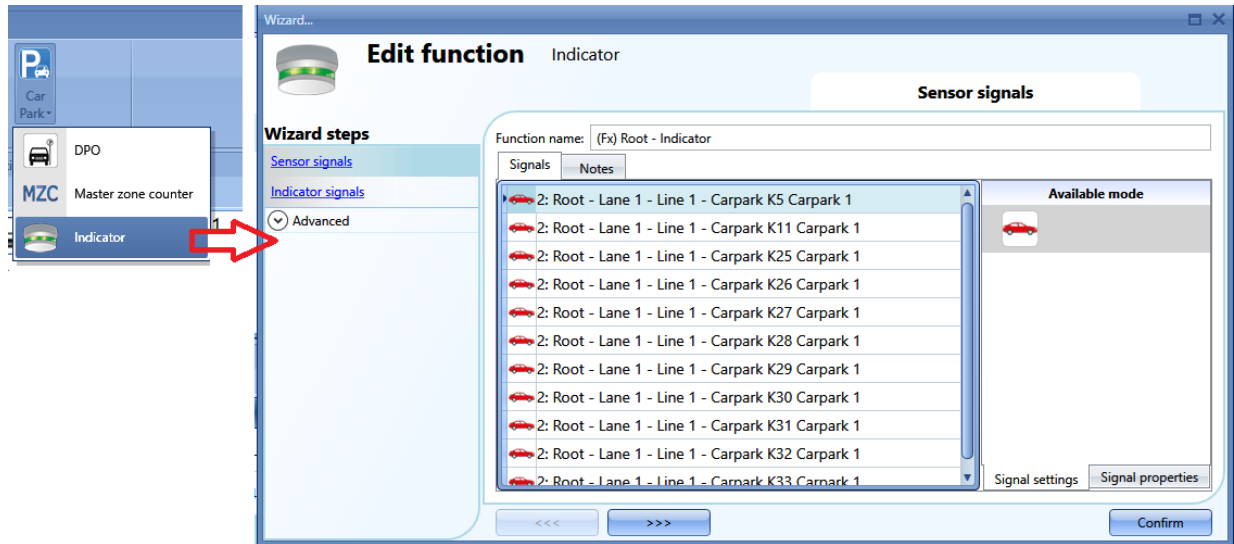 Car
Park
DPO
MZC Master zone counter
Indicator
1
Wizard...
Edit function Indicator
Sensor signals
Wizard steps
Sensor signals
Indicator signals
Advanced
Function name: (Fx) Root - Indicator
Signals Notes
2: Root - Lane 1 - Line 1 - Carpark K5 Carpark 1
2: Root - Lane 1 - Line 1 - Carpark K11 Carpark 1
2: Root - Lane 1 - Line 1 - Carpark K25 Carpark 1
2: Root - Lane 1 - Line 1 - Carpark K26 Carpark 1
2: Root - Lane 1 - Line 1 - Carpark K27 Carpark 1
2: Root - Lane 1 - Line 1 - Carpark K28 Carpark 1
2: Root - Lane 1 - Line 1 - Carpark K29 Carpark 1
2: Root - Lane 1 - Line 1 - Carpark K30 Carpark 1
2: Root - Lane 1 - Line 1 - Carpark K31 Carpark 1
2: Root - Lane 1 - Line 1 - Carpark K32 Carpark 1
2: Root - Lane 1 - Line 1 - Carpark K33 Carpark 1
Available mode
Signal settings Signal properties
<<< >>> Confirm